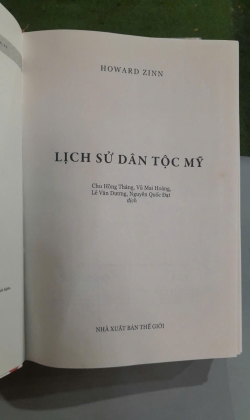 HOWARD ZINN
LỊCH SỬ DÂN TỘC MỸ
Chu Hồng Thắng, Vũ Mai Hoàng,
Lê Văn Dương, Nguyễn Quốc Đạt
dịch
NHÀ XUẤT BẢN THẾ GIỚI